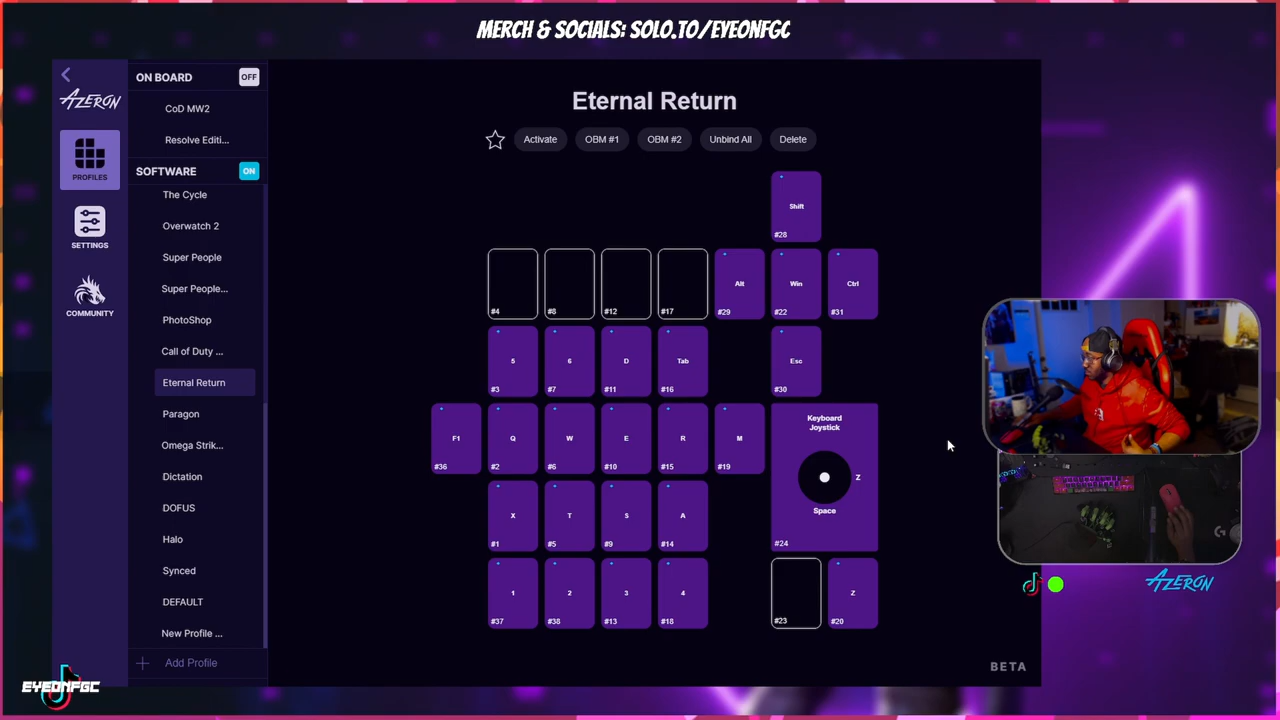 MERCH & SOCIALS: SOLO.TO/EYEONFGC
AZERON
PROFILES
SETTINGS
COMMUNITY
ON BOARD OFF
CoD MW2
Resolve Editi...
SOFTWARE ON
The Cycle
Overwatch 2
Super People
Super People...
PhotoShop
Call of Duty ...
Eternal Return
Paragon
Omega Strik...
Dictation
DOFUS
Halo
Synced
DEFAULT
New Profile ...
Add Profile
Eternal Return
Activate OBM #1 OBM #2 Unbind All Delete
Shift
#28
Alt Win Ctrl
#4 #8 #12 #17 #29 #22 #31
5 6 D Tab Esc
#3 #7 #11 #16 #30
Keyboard
Joystick
F1 Q W E R M
#36 #2 #6 #10 #15 #19
Z
Space
X T S A
#1 #5 #9 #14 #24
1 2 3 4 Z
#37 #38 #13 #18 #23 #20
BETA
AZERON
EYEONFGC